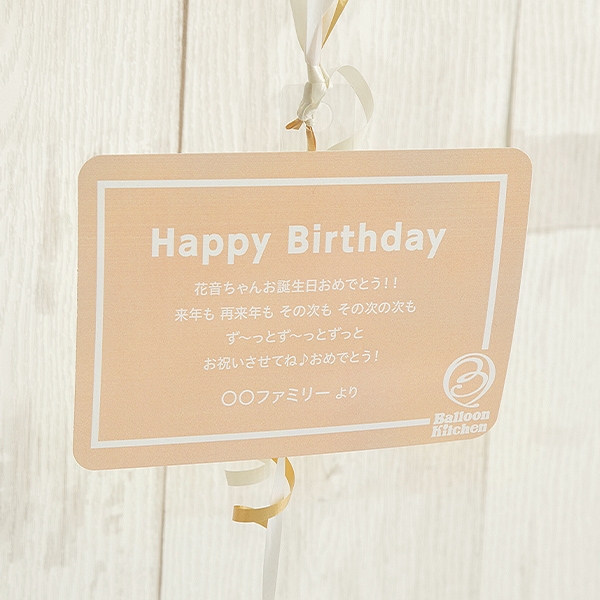 Happy Birthday
花音ちゃんお誕生日おめでとう！！
来年も 再来年も その次も その次の次も
ず〜っとず〜っとずっと
お祝いさせてね♪おめでとう！
〇〇ファミリー より
Balloon
Kitchen